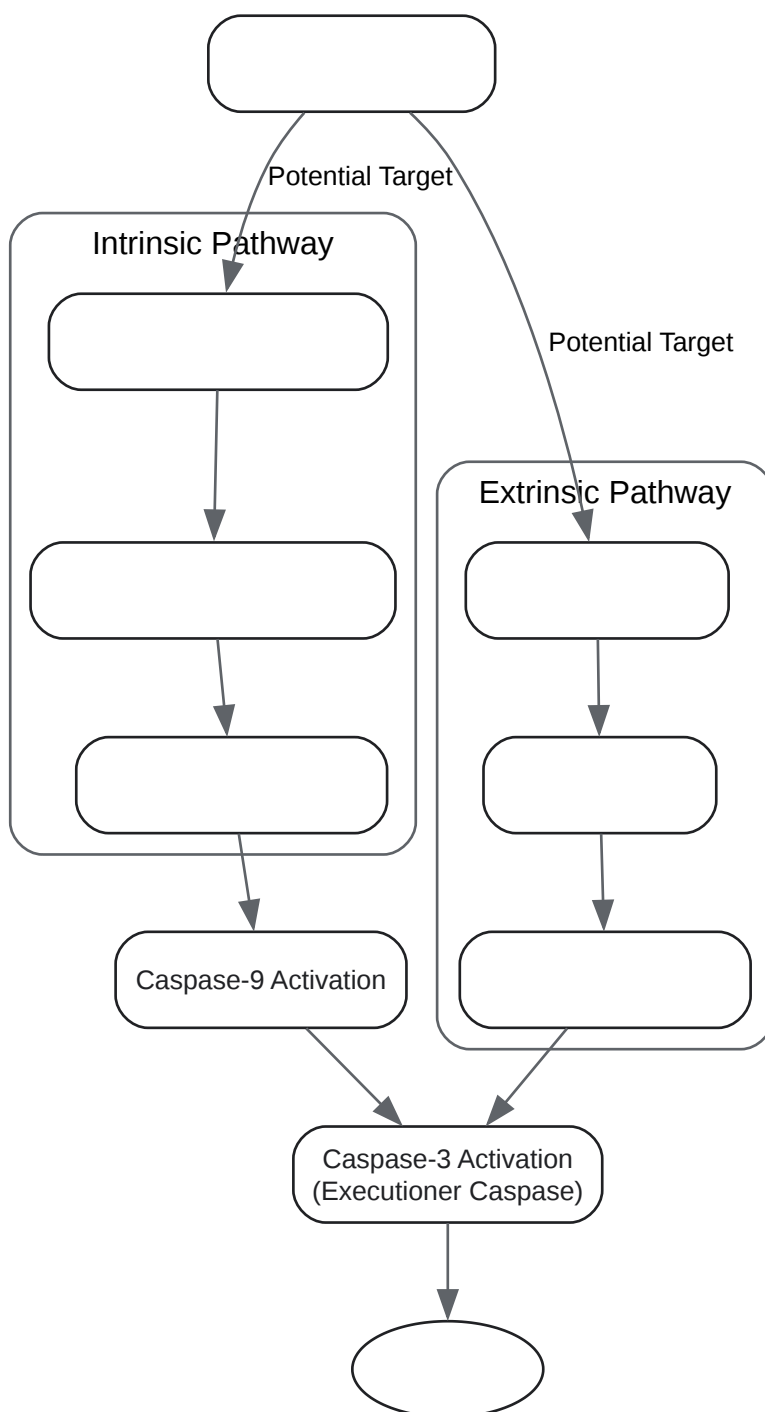 Potential Target
Intrinsic Pathway
Potential Target
Extrinsic Pathway
Caspase-9 Activation
Caspase-3 Activation
(Executioner Caspase)